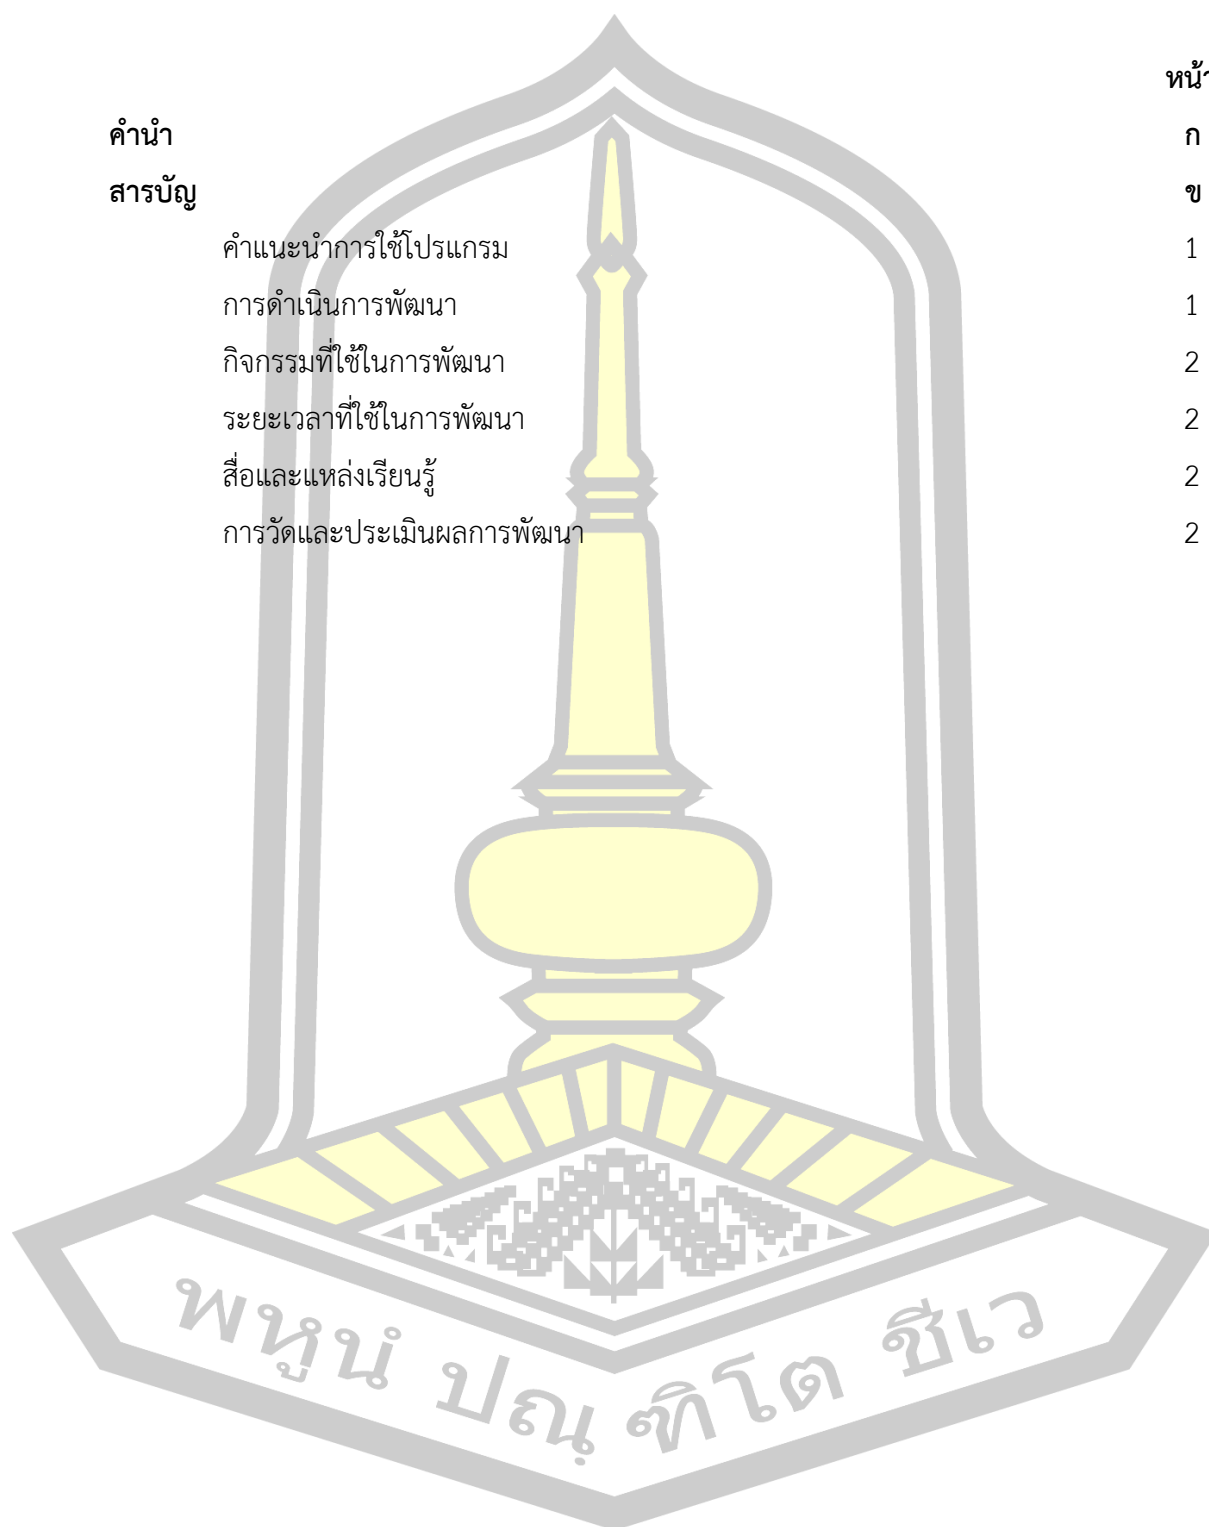 หน้า
คำนำ ก
สารบัญ ข
คำแนะนำการใช้โปรแกรม 1
การดำเนินการพัฒนา 1
กิจกรรมที่ใช้ในการพัฒนา 2
ระยะเวลาที่ใช้ในการพัฒนา 2
สื่อและแหล่งเรียนรู้ 2
การวัดและประเมินผลการพัฒนา 2
พหูนํ ปณฺฑิโต ชีเว